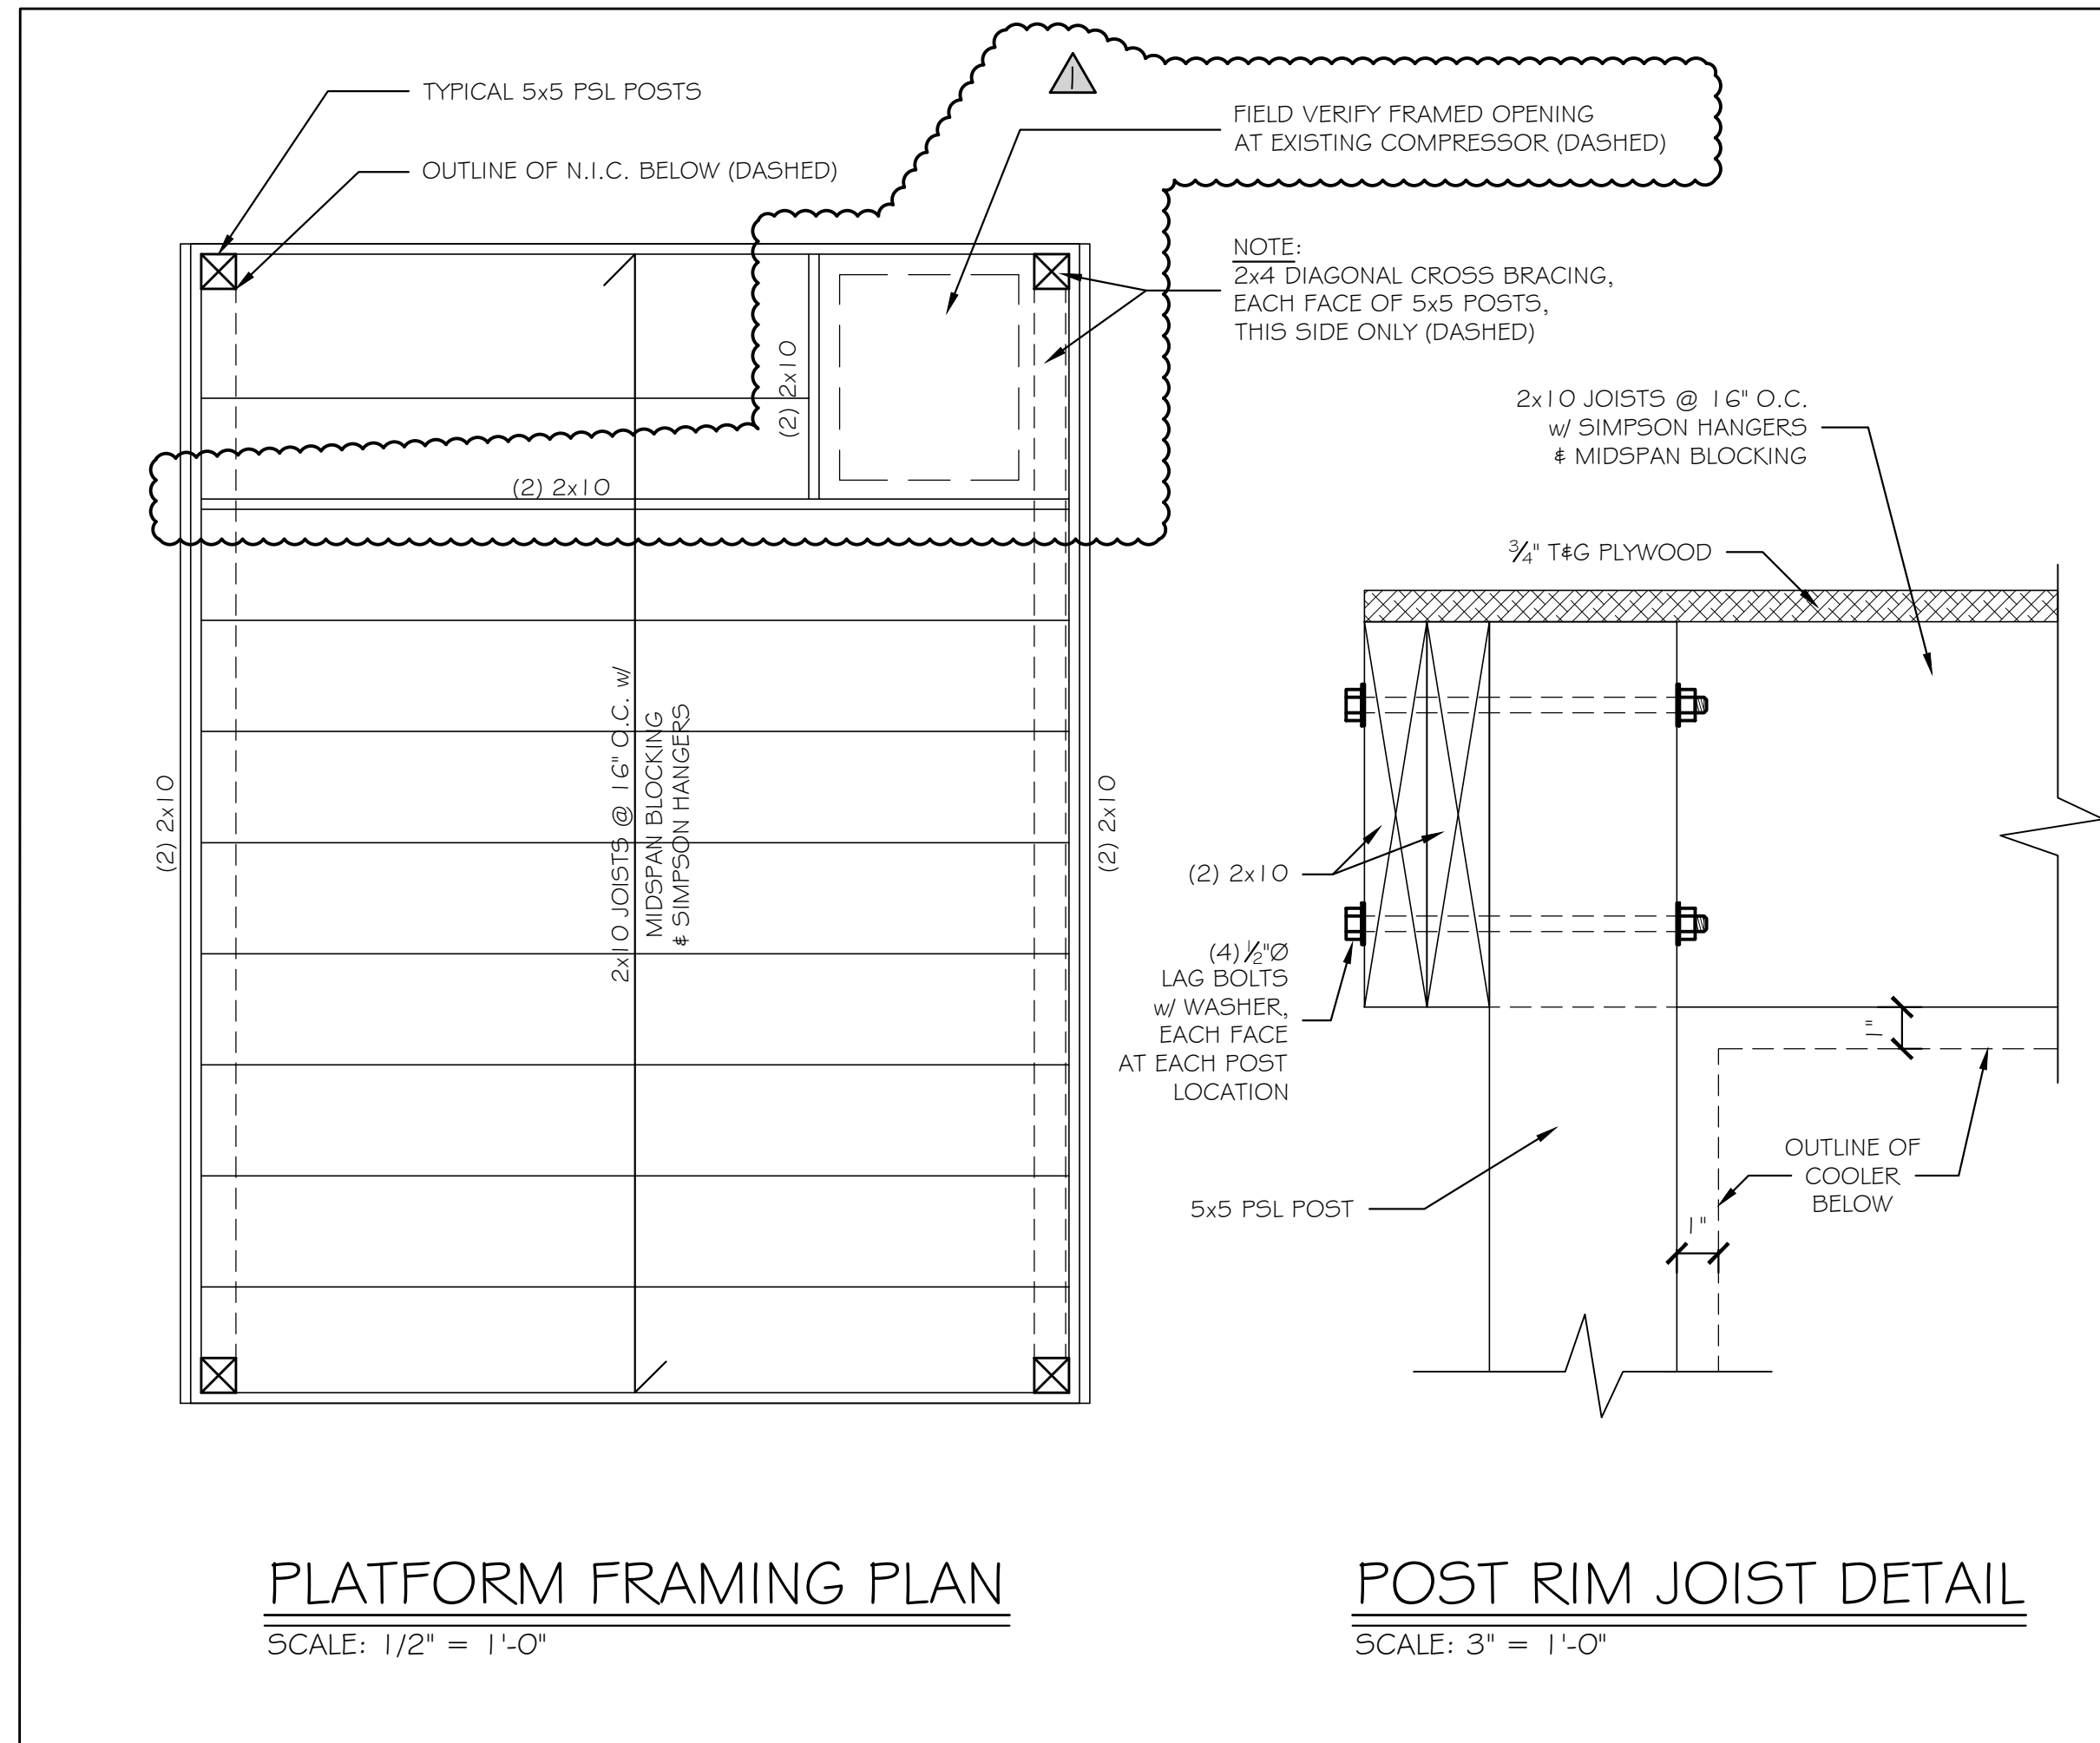 TYPICAL 5x5 PSL POSTS
OUTLINE OF N.I.C. BELOW (DASHED)
1
FIELD VERIFY FRAMED OPENING
AT EXISTING COMPRESSOR (DASHED)
NOTE:
2x4 DIAGONAL CROSS BRACING,
EACH FACE OF 5x5 POSTS,
THIS SIDE ONLY (DASHED)
(2) 2x10
(2) 2x10
(2) 2x10
2x10 JOISTS @ 16" O.C. w/
MIDSPAN BLOCKING
& SIMPSON HANGERS
(2) 2x10
2x10 JOISTS @ 16" O.C.
w/ SIMPSON HANGERS
& MIDSPAN BLOCKING
3/4" T&G PLYWOOD
(2) 2x10
(4) 1/2"Ø
LAG BOLTS
w/ WASHER,
EACH FACE
AT EACH POST
LOCATION
1"
OUTLINE OF
COOLER
BELOW
1"
5x5 PSL POST
PLATFORM FRAMING PLAN
SCALE: 1/2" = 1'-0"
POST RIM JOIST DETAIL
SCALE: 3" = 1'-0"